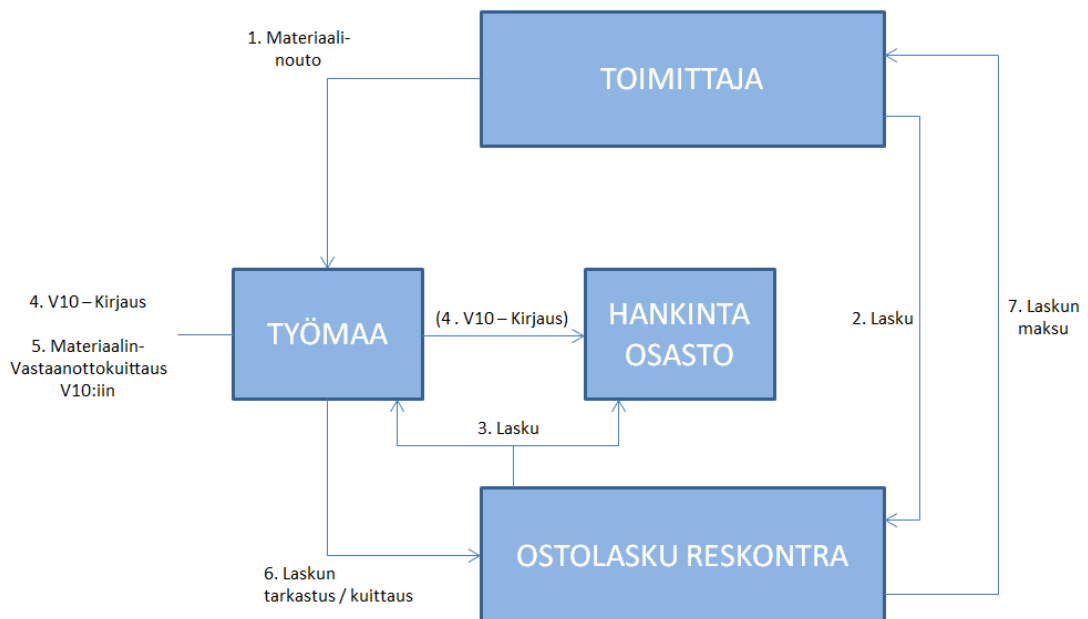 1. Materiaali-
nouto
TOIMITTAJA
4. V10 – Kirjaus
5. Materiaalin-
Vastaanottokuittaus
V10:iin
TYÖMAA
(4 . V10 – Kirjaus)
HANKINTA
OSASTO
2. Lasku
7. Laskun
maksu
3. Lasku
6. Laskun
tarkastus / kuittaus
OSTOLASKU RESKONTRA